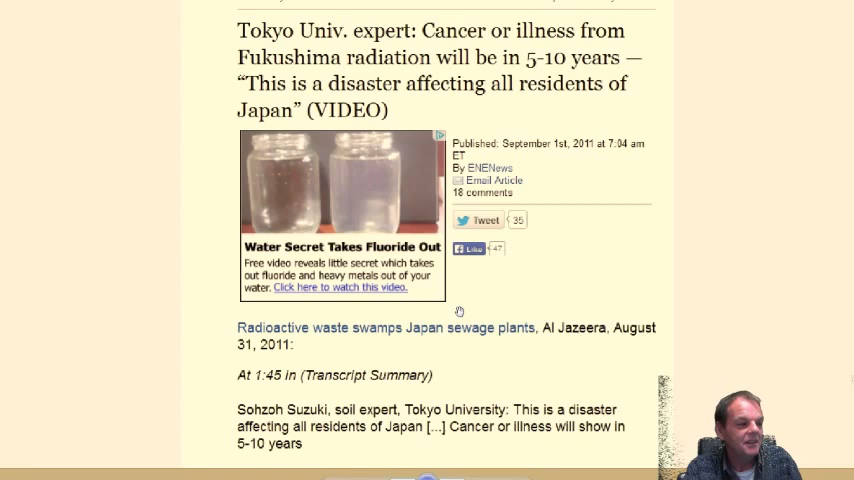 Tokyo Univ. expert: Cancer or illness from
Fukushima radiation will be in 5-10 years —
“This is a disaster affecting all residents of
Japan” (VIDEO)
Published: September 1st, 2011 at 7:04 am
ET
By ENENews
Email Article
18 comments
Tweet 35
Like 47
Water Secret Takes Fluoride Out
Free video reveals little secret which takes
out fluoride and heavy metals out of your
water. Click here to watch this video.
Radioactive waste swamps Japan sewage plants, Al Jazeera, August
31, 2011:
At 1:45 in (Transcript Summary)
Sohzoh Suzuki, soil expert, Tokyo University: This is a disaster
affecting all residents of Japan [...] Cancer or illness will show in
5-10 years